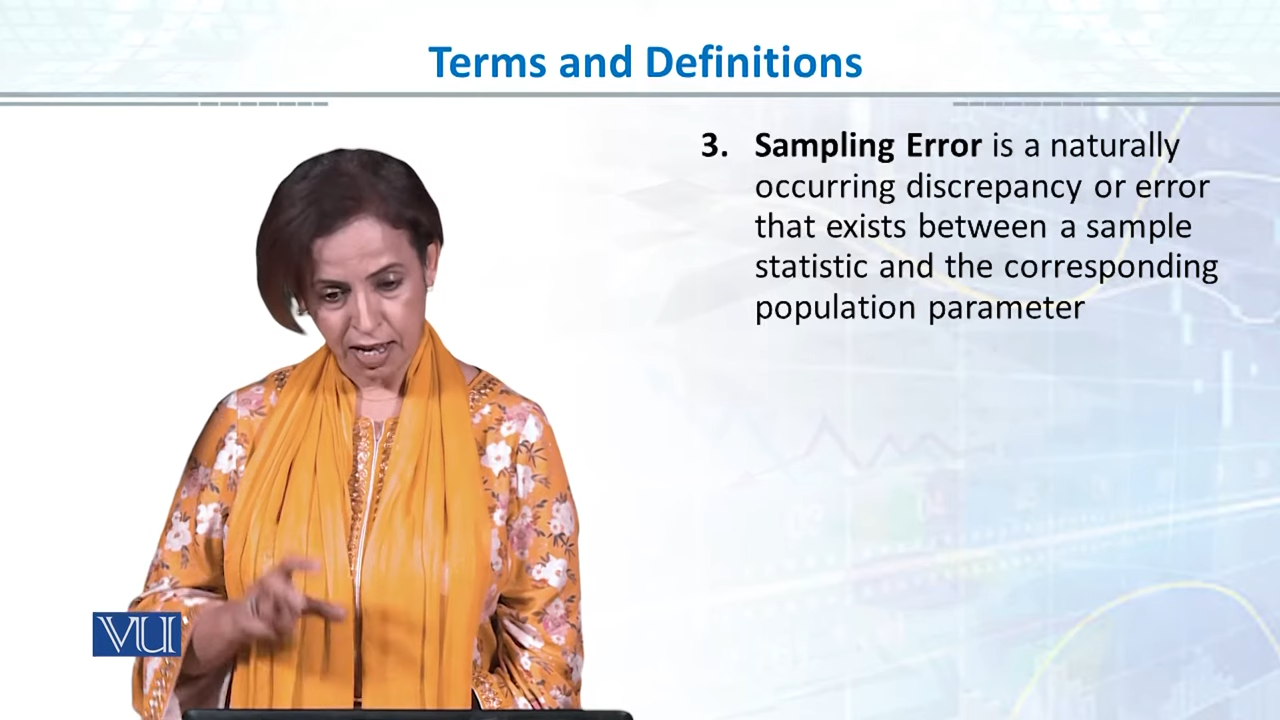 Terms and Definitions
3. Sampling Error is a naturally
occurring discrepancy or error
that exists between a sample
statistic and the corresponding
population parameter
VU